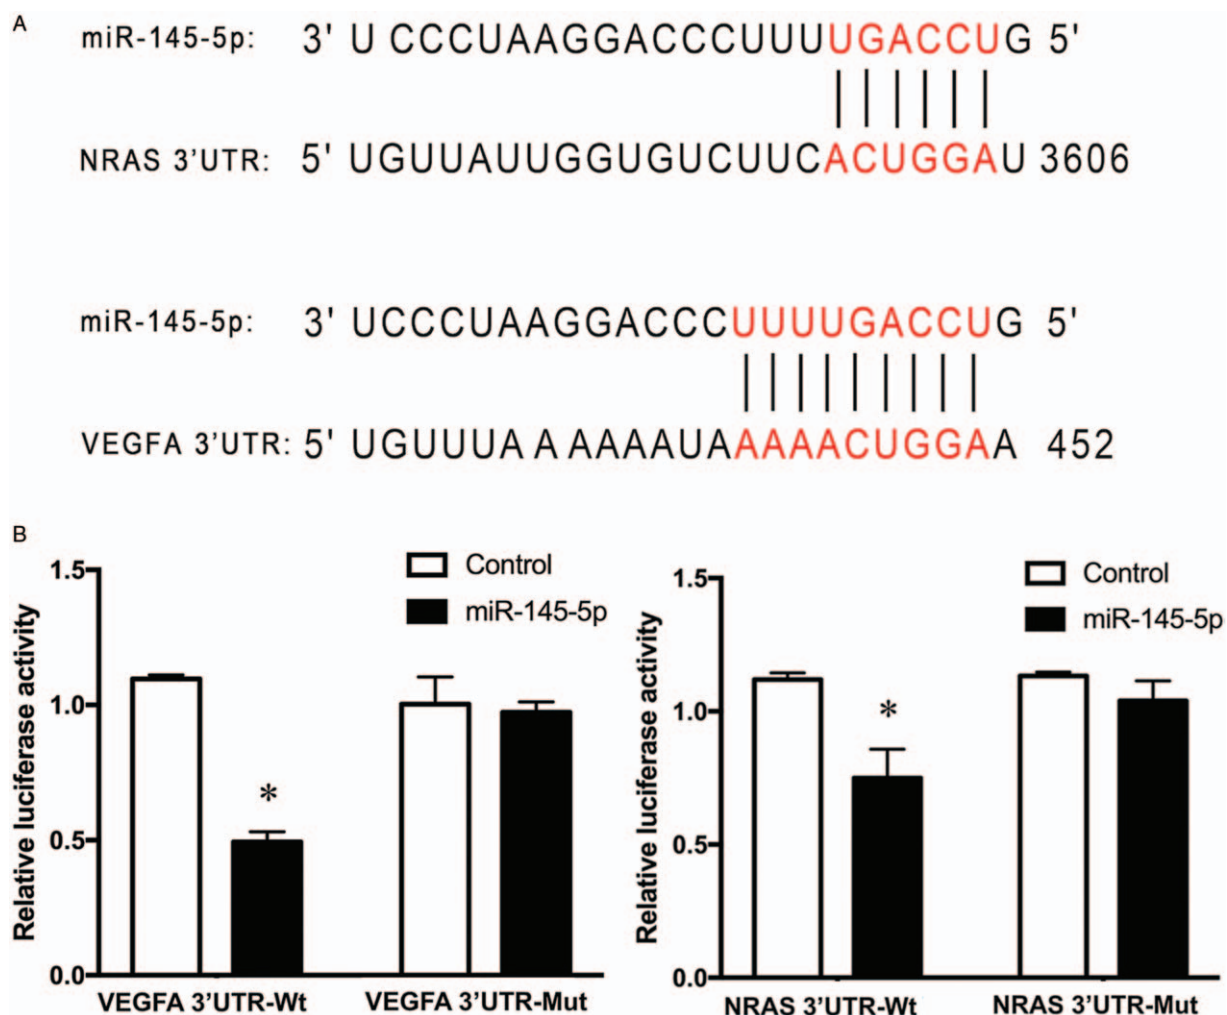 A
miR-145-5p: 3' U CCCUAAGGACCCUUUUGACCUG 5'
NRAS 3'UTR: 5' UGUUAUUGGUGUCUUCACUGGAU 3606
miR-145-5p: 3' UCCCUAAGGACCCUUUUGACCUG 5'
VEGFA 3'UTR: 5' UGUUUA AAAAAUAAAAACUGGAA 452
B
Relative luciferase activity
1.5
1.0
0.5
0.0
Control
miR-145-5p
*
VEGFA 3'UTR-Wt VEGFA 3'UTR-Mut
Relative luciferase activity
1.5
1.0
0.5
0.0
Control
miR-145-5p
*
NRAS 3'UTR-Wt NRAS 3'UTR-Mut